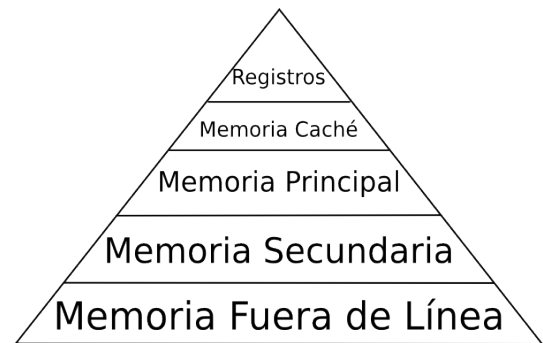 Registros
Memoria Caché
Memoria Principal
Memoria Secundaria
Memoria Fuera de Línea